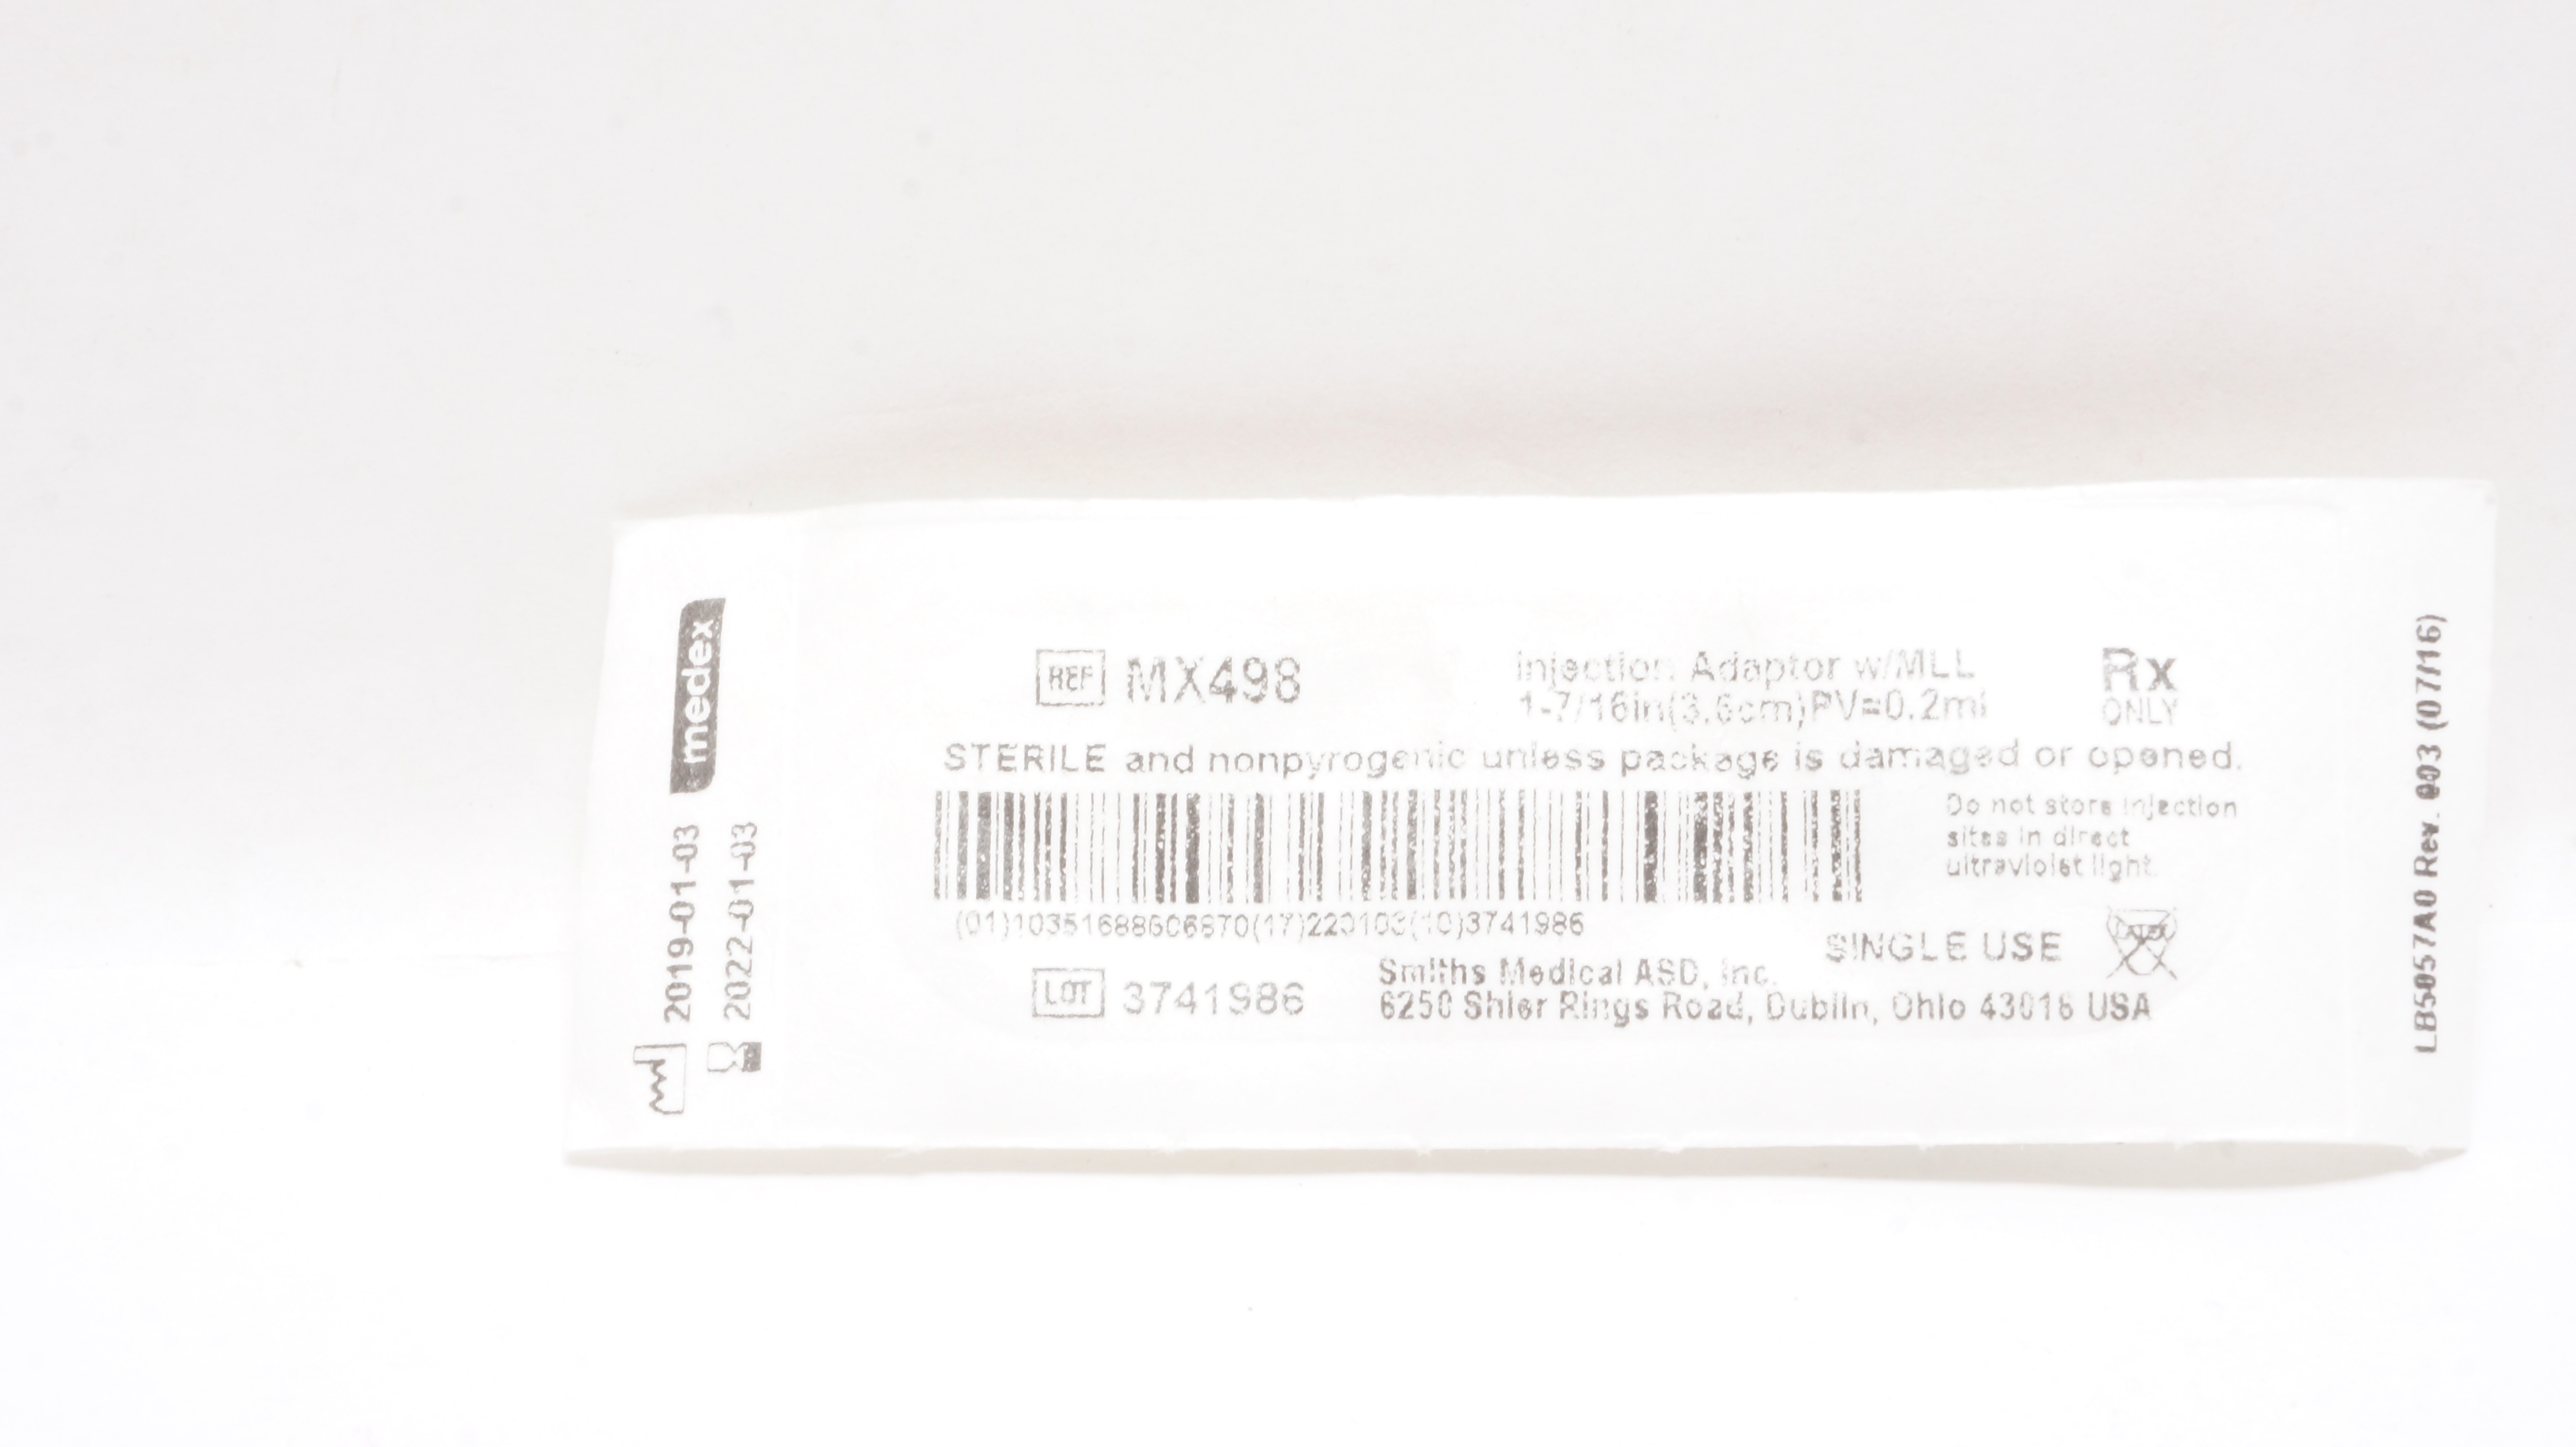 medex
2019-01-03
2022-01-03
REF MX498
Injection Adaptor w/MLL
1-7/16in(3.6cm)PV=0.2ml
Rx
ONLY
STERILE and nonpyrogenic unless package is damaged or opened.
Do not store injection
sites in direct
ultraviolet light.
(01)10351688606870(17)220103(10)3741986
SINGLE USE
LATEX
LOT 3741986
Smiths Medical ASD, Inc.
6250 Shier Rings Road, Dublin, Ohio 43016 USA
LB5057A0 Rev. 003 (07/16)